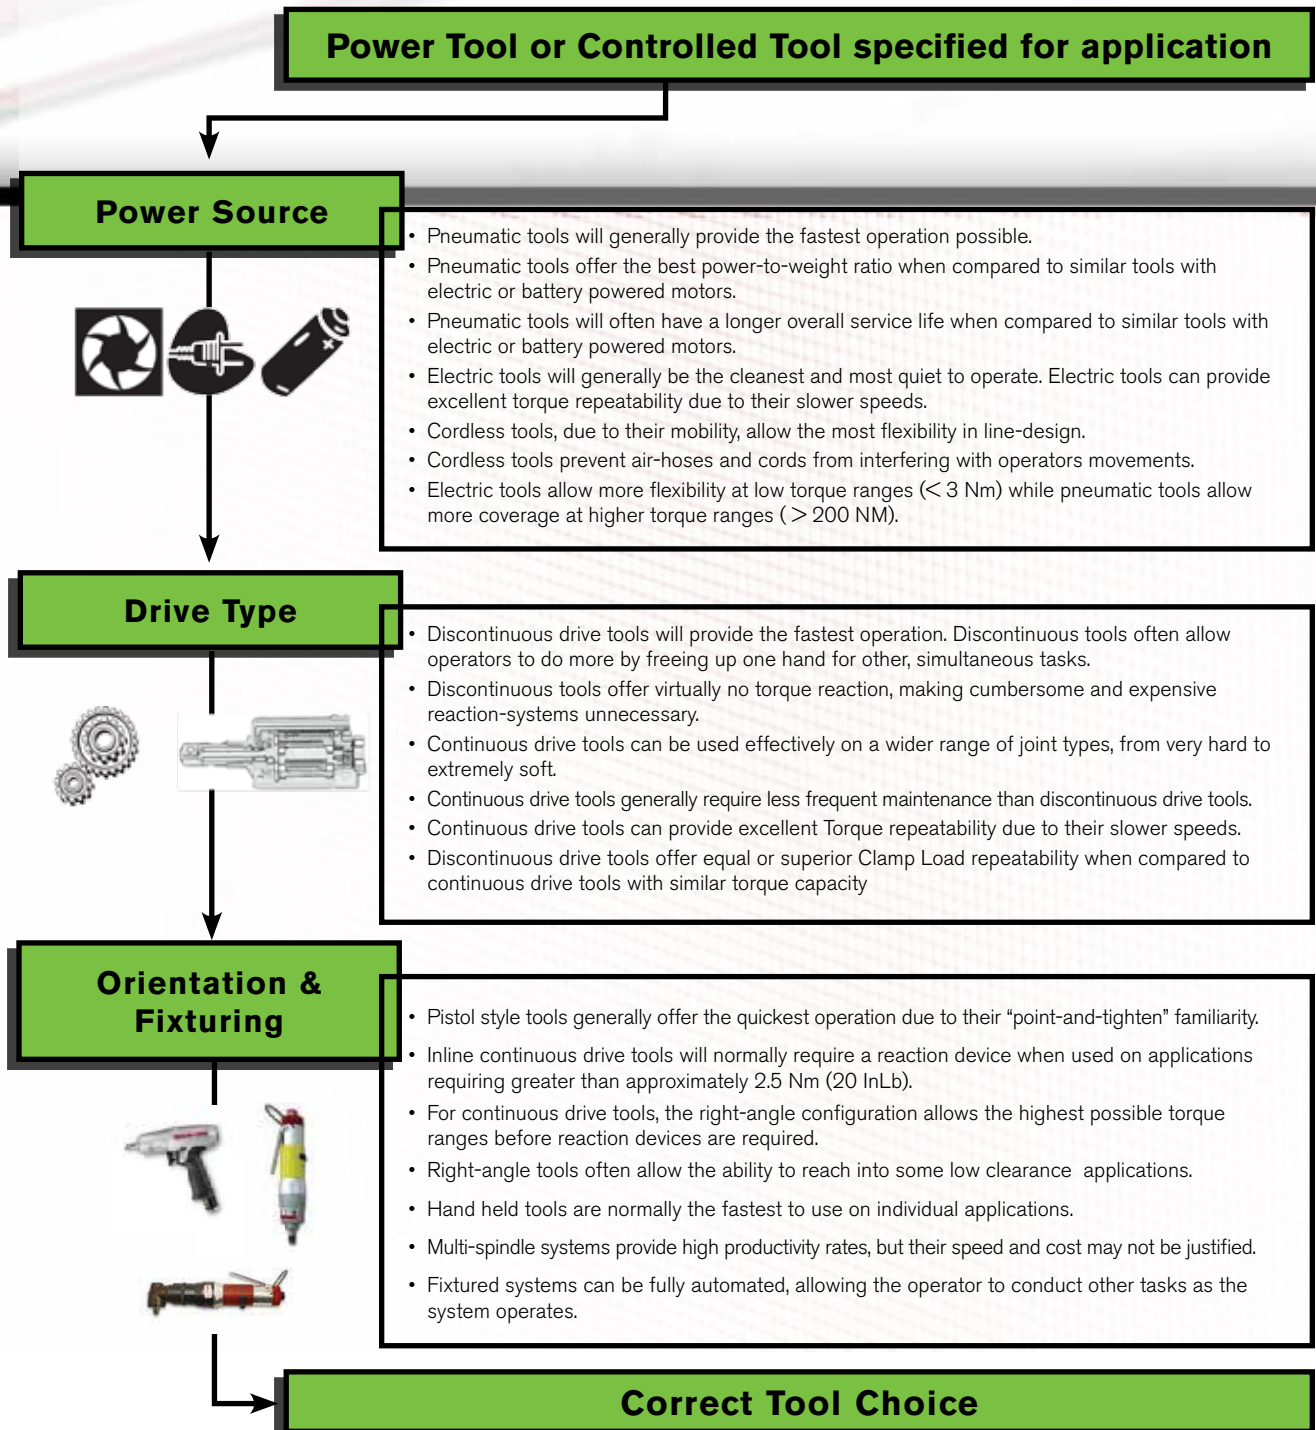 Power Tool or Controlled Tool specified for application
Power Source
• Pneumatic tools will generally provide the fastest operation possible.
• Pneumatic tools offer the best power-to-weight ratio when compared to similar tools with
electric or battery powered motors.
• Pneumatic tools will often have a longer overall service life when compared to similar tools with
electric or battery powered motors.
• Electric tools will generally be the cleanest and most quiet to operate. Electric tools can provide
excellent torque repeatability due to their slower speeds.
• Cordless tools, due to their mobility, allow the most flexibility in line-design.
• Cordless tools prevent air-hoses and cords from interfering with operators movements.
• Electric tools allow more flexibility at low torque ranges (< 3 Nm) while pneumatic tools allow
more coverage at higher torque ranges ( > 200 NM).
Drive Type
• Discontinuous drive tools will provide the fastest operation. Discontinuous tools often allow
operators to do more by freeing up one hand for other, simultaneous tasks.
• Discontinuous tools offer virtually no torque reaction, making cumbersome and expensive
reaction-systems unnecessary.
• Continuous drive tools can be used effectively on a wider range of joint types, from very hard to
extremely soft.
• Continuous drive tools generally require less frequent maintenance than discontinuous drive tools.
• Continuous drive tools can provide excellent Torque repeatability due to their slower speeds.
• Discontinuous drive tools offer equal or superior Clamp Load repeatability when compared to
continuous drive tools with similar torque capacity
Orientation &
Fixturing
• Pistol style tools generally offer the quickest operation due to their “point-and-tighten” familiarity.
• Inline continuous drive tools will normally require a reaction device when used on applications
requiring greater than approximately 2.5 Nm (20 InLb).
• For continuous drive tools, the right-angle configuration allows the highest possible torque
ranges before reaction devices are required.
• Right-angle tools often allow the ability to reach into some low clearance applications.
• Hand held tools are normally the fastest to use on individual applications.
• Multi-spindle systems provide high productivity rates, but their speed and cost may not be justified.
• Fixtured systems can be fully automated, allowing the operator to conduct other tasks as the
system operates.
Correct Tool Choice